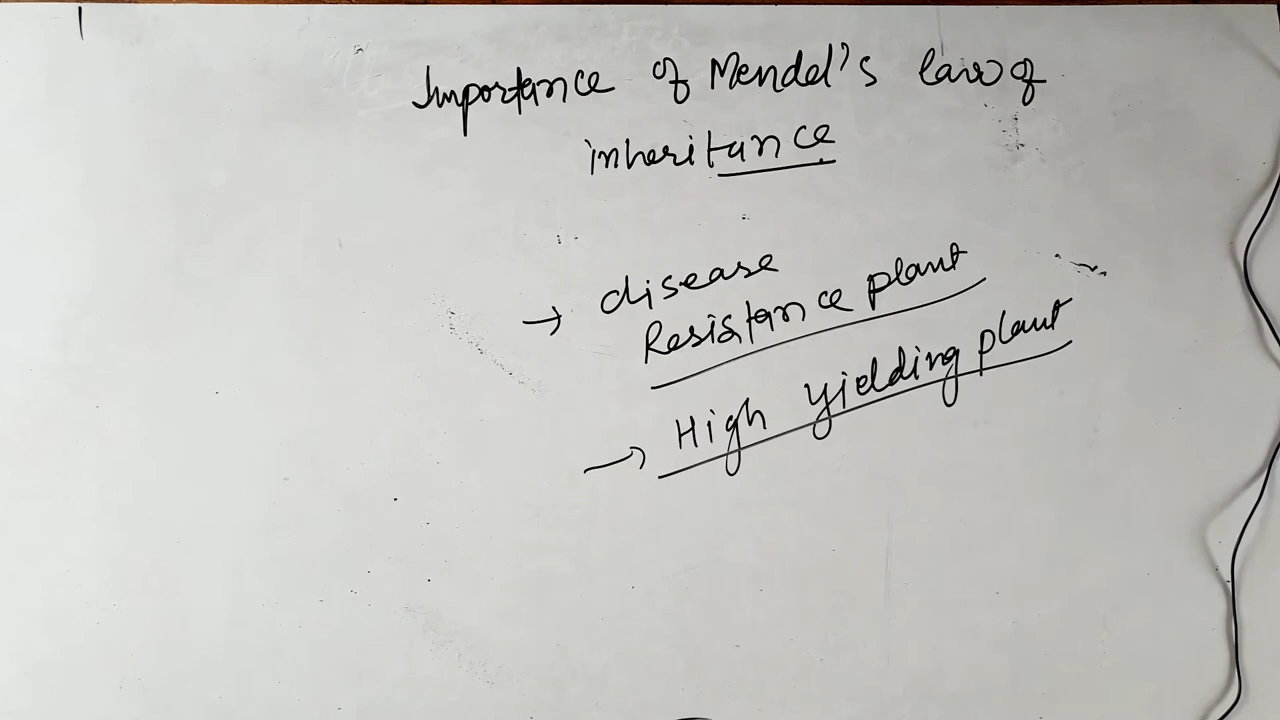 Importance of Mendel's law of
inheritance
→ disease
Resistance plant
→ High yielding plant